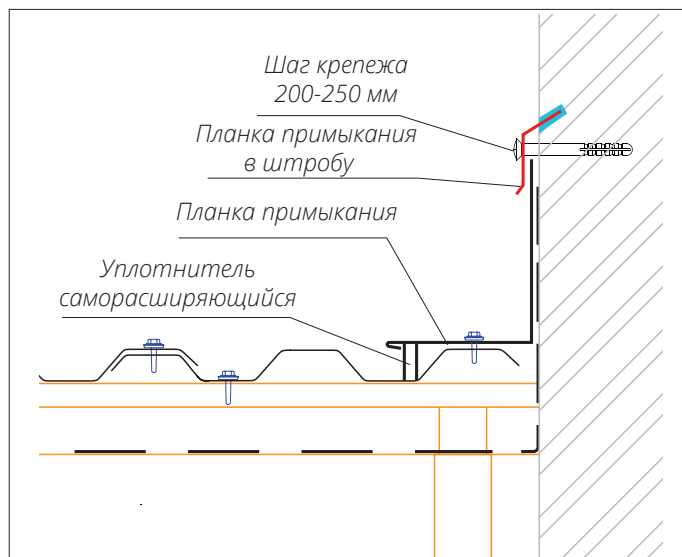 Шаг крепежа
200-250 мм
Планка примыкания
в штробу
Планка примыкания
Уплотнитель
саморасширяющийся